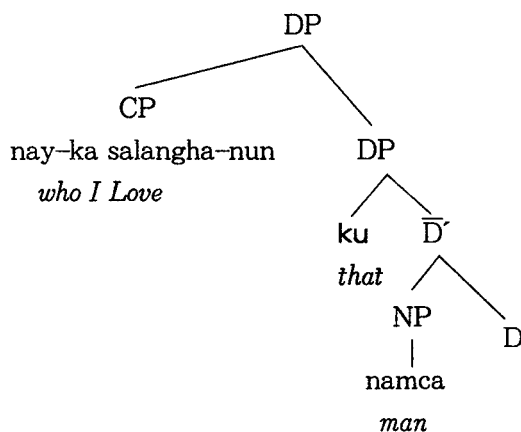 DP
CP
nay-ka salangha-nun
who I Love
DP
ku
D̅′
that
NP
D
namca
man